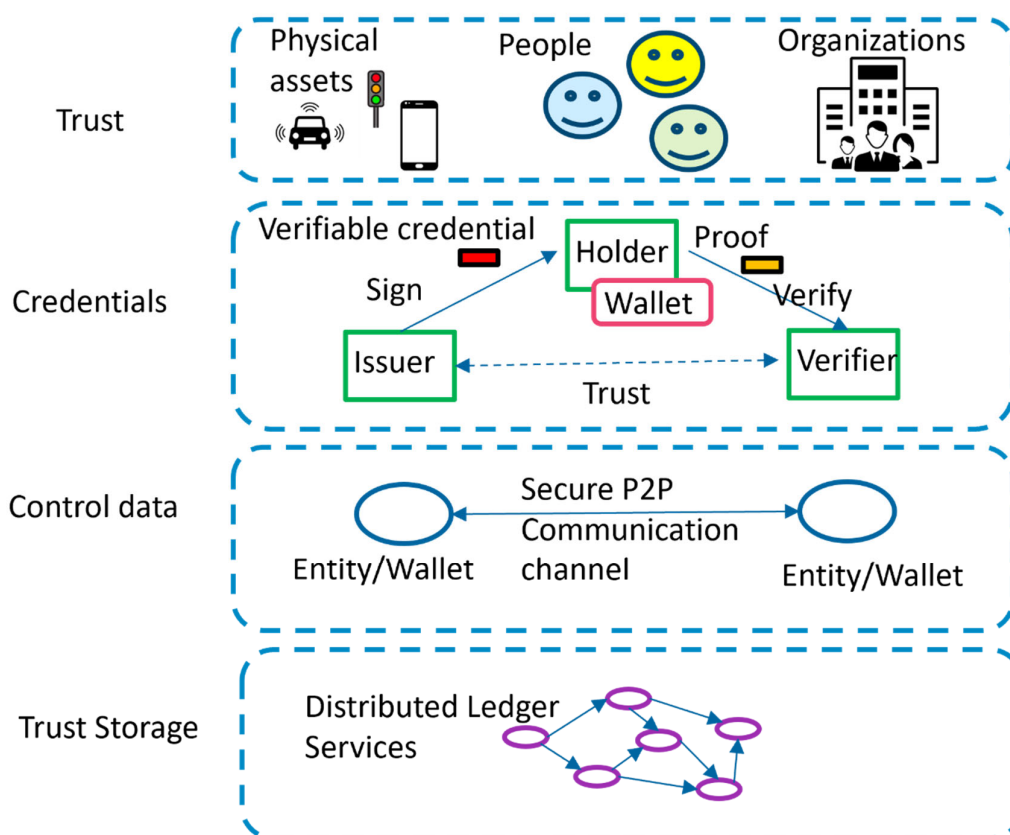 Physical
assets
People
Organizations
Trust
Verifiable credential
Holder
Proof
Sign
Wallet
Verify
Credentials
Issuer
Verifier
Trust
Control data
Secure P2P
Communication
channel
Entity/Wallet
Entity/Wallet
Trust Storage
Distributed Ledger
Services